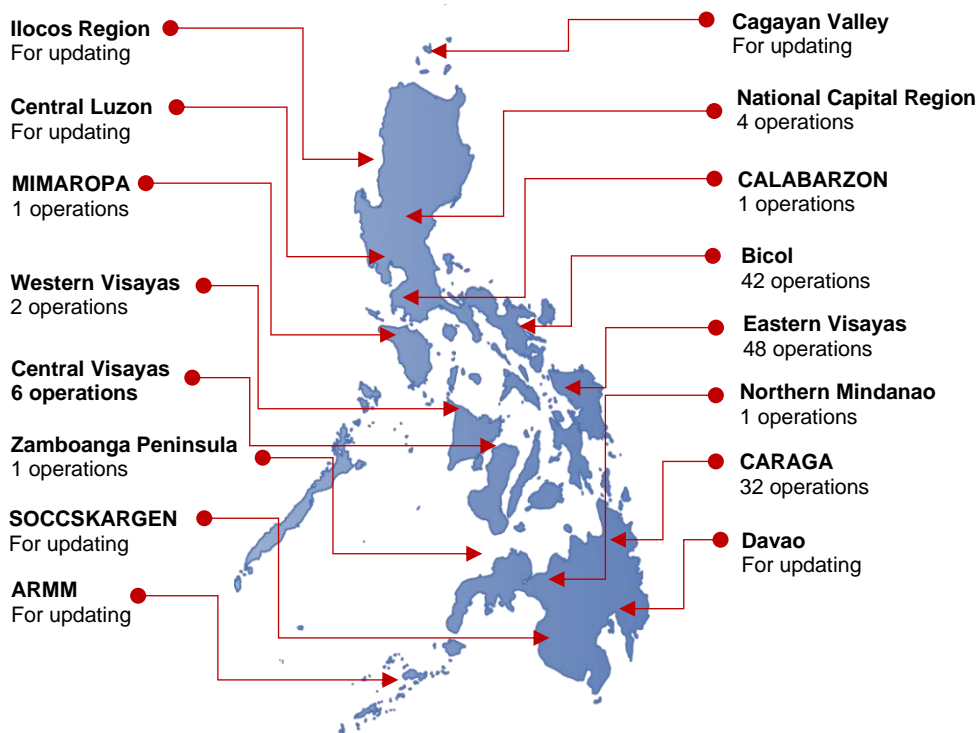 Ilocos Region
For updating
Central Luzon
For updating
MIMAROPA
1 operations
Western Visayas
2 operations
Central Visayas
6 operations
Zamboanga Peninsula
1 operations
SOCCSKARGEN
For updating
ARMM
For updating
Cagayan Valley
For updating
National Capital Region
4 operations
CALABARZON
1 operations
Bicol
42 operations
Eastern Visayas
48 operations
Northern Mindanao
1 operations
CARAGA
32 operations
Davao
For updating